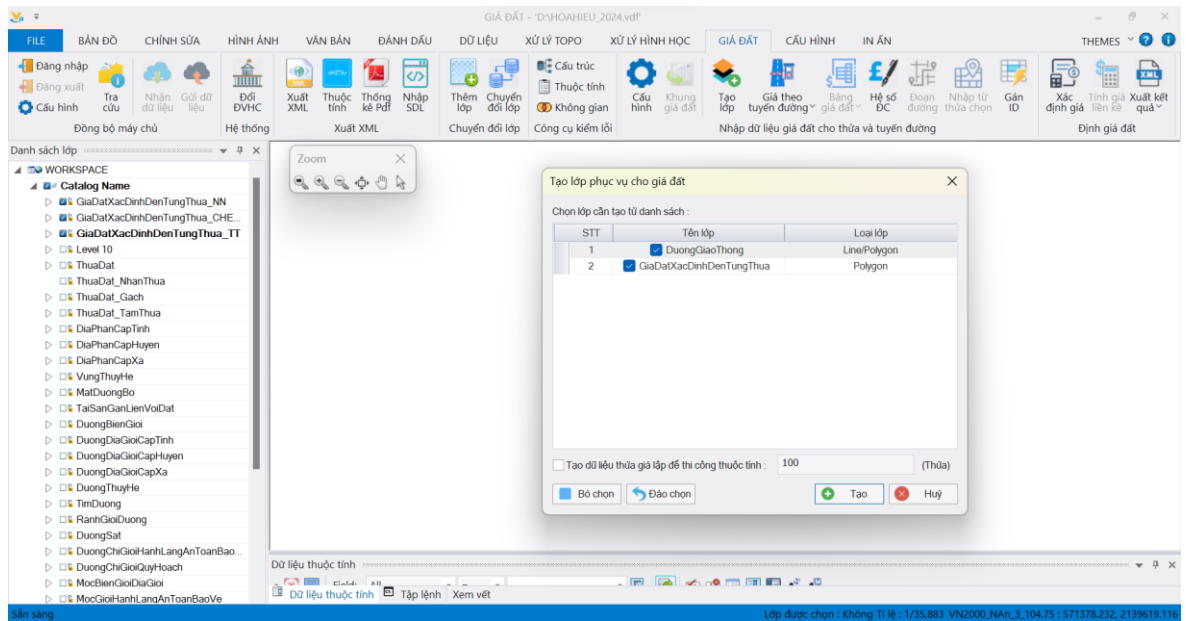 GIÁ ĐẤT - 'D:\HOAHIEU_2024.vdf'
FILE BẢN ĐỒ CHỈNH SỬA HÌNH ẢNH VĂN BẢN ĐÁNH DẤU DỮ LIỆU XỬ LÝ TOPO XỬ LÝ HÌNH HỌC GIÁ ĐẤT CẤU HÌNH IN ẤN THEMES
Đăng nhập
Đăng xuất
Cấu hình
Tra cứu
Nhận dữ liệu
Gửi dữ liệu
Đồng bộ máy chủ
Đổi ĐVHC
Hệ thống
Xuất XML
Thuộc tính
Thống kê Pdf
Nhập SDI
Xuất XML
Thêm lớp
Chuyển đổi lớp
Chuyển đổi lớp
Cấu trúc
Thuộc tính
Không gian
Công cụ kiểm lỗi
Cấu hình
Khung giá đất
Tạo lớp
Giá theo tuyến đường
Bảng giá đất
Hệ số ĐC
Đoạn đường
Nhập từ thửa chọn
Gán ID
Nhập dữ liệu giá đất cho thửa và tuyến đường
Xác định giá
Tính giá liền kề
Xuất kết quả
Định giá đất
Danh sách lớp
WORKSPACE
Catalog Name
GiaDatXacDinhDenTungThua_NN
GiaDatXacDinhDenTungThua_CHE...
GiaDatXacDinhDenTungThua_TT
Level 10
ThuaDat
ThuaDat_NhanThua
ThuaDat_Gach
ThuaDat_TamThua
DiaPhanCapTinh
DiaPhanCapHuyen
DiaPhanCapXa
VungThuyHe
MatDuongBo
TaiSanGanLienVoiDat
DuongBienGioi
DuongDiaGioiCapTinh
DuongDiaGioiCapHuyen
DuongDiaGioiCapXa
DuongThuyHe
TimDuong
RanhGioiDuong
DuongSat
DuongChiGioiHanhLangAnToanBao...
DuongChiGioiQuyHoach
MocBienGioiDiaGioi
MocGioiHanhLangAnToanBaoVe
Zoom
Tạo lớp phục vụ cho giá đất
Chọn lớp cần tạo từ danh sách :
STT Tên lớp Loại lớp
1 DuongGiaoThong Line/Polygon
2 GiaDatXacDinhDenTungThua Polygon
Tạo dữ liệu thửa giả lập để thi công thuộc tính : 100 (Thửa)
Bỏ chọn Đảo chọn Tạo Huỷ
Dữ liệu thuộc tính
Field: All
Dữ liệu thuộc tính Tập lệnh Xem vết
Sẵn sàng Lớp được chọn : Không Tỉ lệ : 1/35,883 VN2000_NAn_3_104.75 : 571378.232, 2139619.116